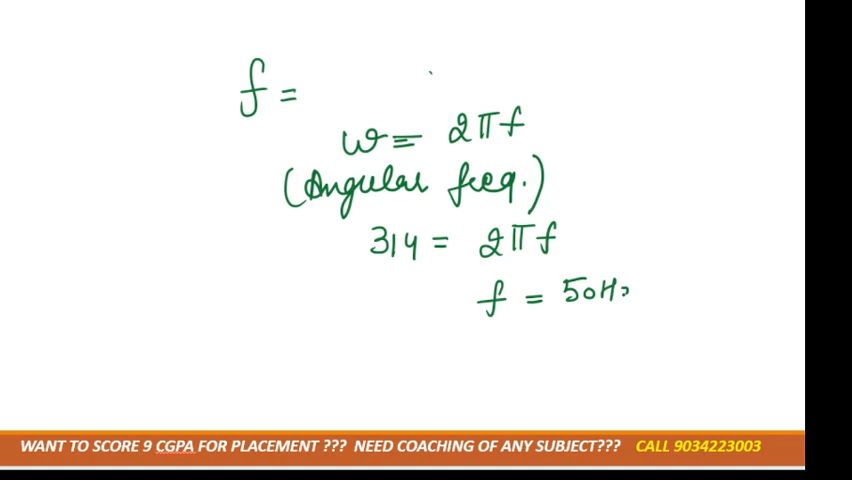 f =
ω = 2πf
(Angular freq.)
314 = 2πf
f = 50Hz
WANT TO SCORE 9 CGPA FOR PLACEMENT ??? NEED COACHING OF ANY SUBJECT??? CALL 9034223003